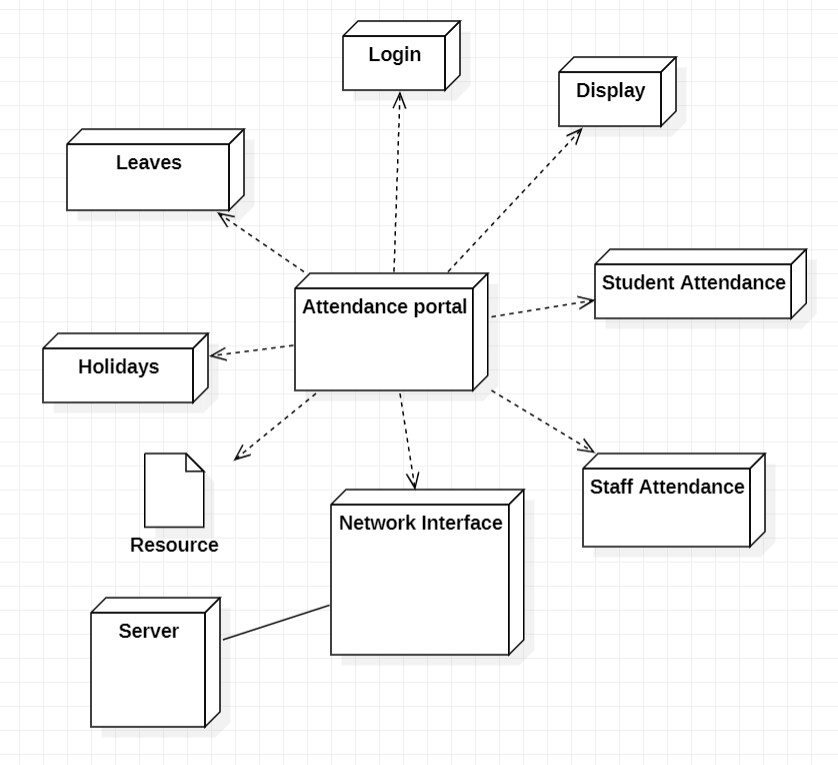 Login
Display
Leaves
Student Attendance
Attendance portal
Holidays
Staff Attendance
Network Interface
Resource
Server